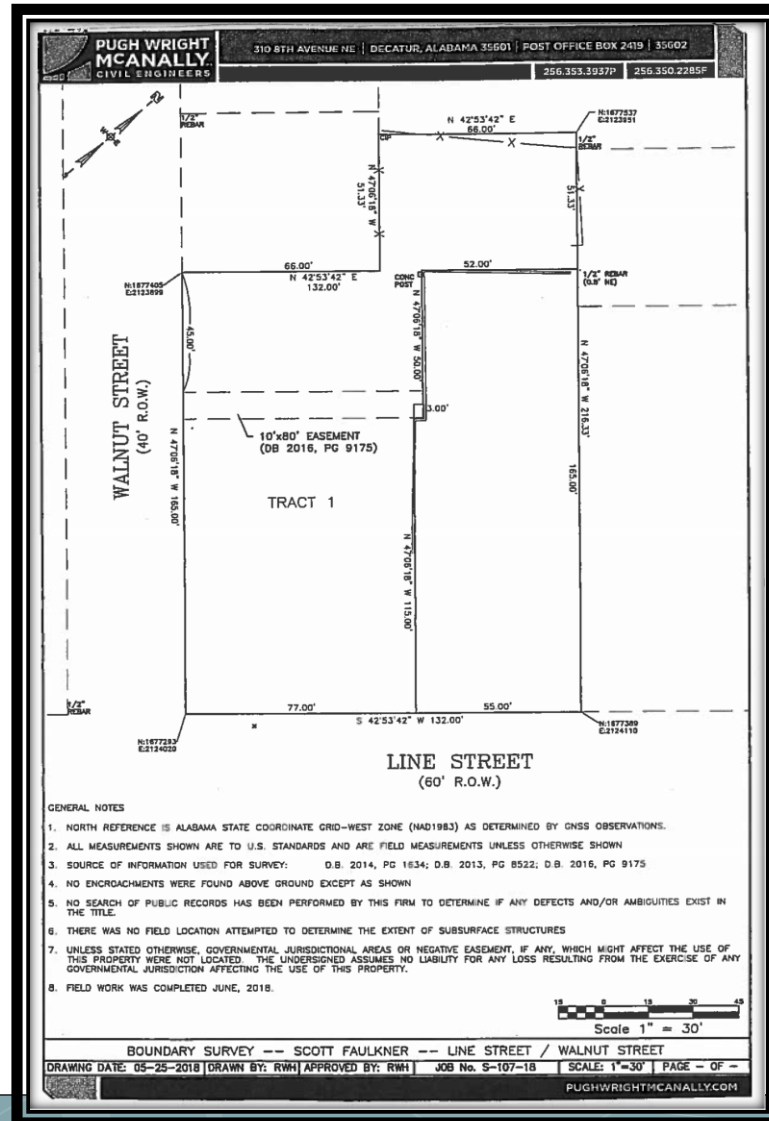 PUGH WRIGHT
MCANALLY
CIVIL ENGINEERS
310 8TH AVENUE NE | DECATUR, ALABAMA 35601 | POST OFFICE BOX 2419 | 35602
256.353.3937P 256.350.2285F
1/2"
REBAR
N 42'53'42" E
66.00'
N:1677537
E:2123951
CIP
1/2"
REBAR
N 47'06'18" W
51.33'
51.33'
66.00'
N 42'53'42" E
132.00'
52.00'
CONC
POST
1/2" REBAR
(0.8' NE)
N:1677405
E:2123899
45.00'
N 47'06'18" W 50.00'
N 47'06'18" W 216.33'
3.00'
WALNUT STREET
(40' R.O.W.)
10'x80' EASEMENT
(DB 2016, PG 9175)
N 47'06'18" W 165.00'
165.00'
TRACT 1
N 47'06'18" W 115.00'
1/2"
REBAR
77.00'
55.00'
S 42'53'42" W 132.00'
N:1677293
E:2124020
N:1677389
E:2124110
LINE STREET
(60' R.O.W.)
GENERAL NOTES
1. NORTH REFERENCE IS ALABAMA STATE COORDINATE GRID-WEST ZONE (NAD1983) AS DETERMINED BY GNSS OBSERVATIONS.
2. ALL MEASUREMENTS SHOWN ARE TO U.S. STANDARDS AND ARE FIELD MEASUREMENTS UNLESS OTHERWISE SHOWN
3. SOURCE OF INFORMATION USED FOR SURVEY: D.B. 2014, PG 1634; D.B. 2013, PG 8522; D.B. 2016, PG 9175
4. NO ENCROACHMENTS WERE FOUND ABOVE GROUND EXCEPT AS SHOWN
5. NO SEARCH OF PUBLIC RECORDS HAS BEEN PERFORMED BY THIS FIRM TO DETERMINE IF ANY DEFECTS AND/OR AMBIGUITIES EXIST IN
THE TITLE.
6. THERE WAS NO FIELD LOCATION ATTEMPTED TO DETERMINE THE EXTENT OF SUBSURFACE STRUCTURES
7. UNLESS STATED OTHERWISE, GOVERNMENTAL JURISDICTIONAL AREAS OR NEGATIVE EASEMENT, IF ANY, WHICH MIGHT AFFECT THE USE OF
THIS PROPERTY WERE NOT LOCATED. THE UNDERSIGNED ASSUMES NO LIABILITY FOR ANY LOSS RESULTING FROM THE EXERCISE OF ANY
GOVERNMENTAL JURISDICTION AFFECTING THE USE OF THIS PROPERTY.
8. FIELD WORK WAS COMPLETED JUNE, 2018.
15 0 15 30 45
Scale 1" = 30'
BOUNDARY SURVEY -- SCOTT FAULKNER -- LINE STREET / WALNUT STREET
DRAWING DATE: 05-25-2018 DRAWN BY: RWH APPROVED BY: RWH JOB No. S-107-18 SCALE: 1"=30' PAGE - OF -
PUGHWRIGHTMCANALLY.COM